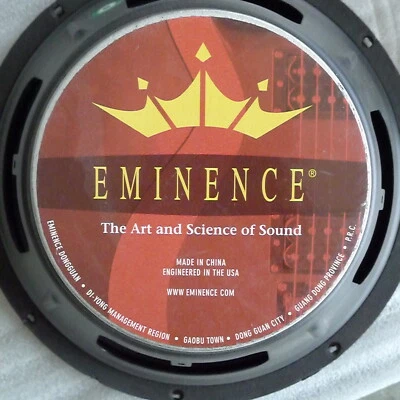 EMINENCE®
The Art and Science of Sound
MADE IN CHINA
ENGINEERED IN THE USA
WWW.EMINENCE.COM
EMINENCE DONGGUAN • DI-YONG MANAGEMENT REGION • GAOBU TOWN • DONG GUAN CITY • GUANG DONG PROVINCE • P.R.C.